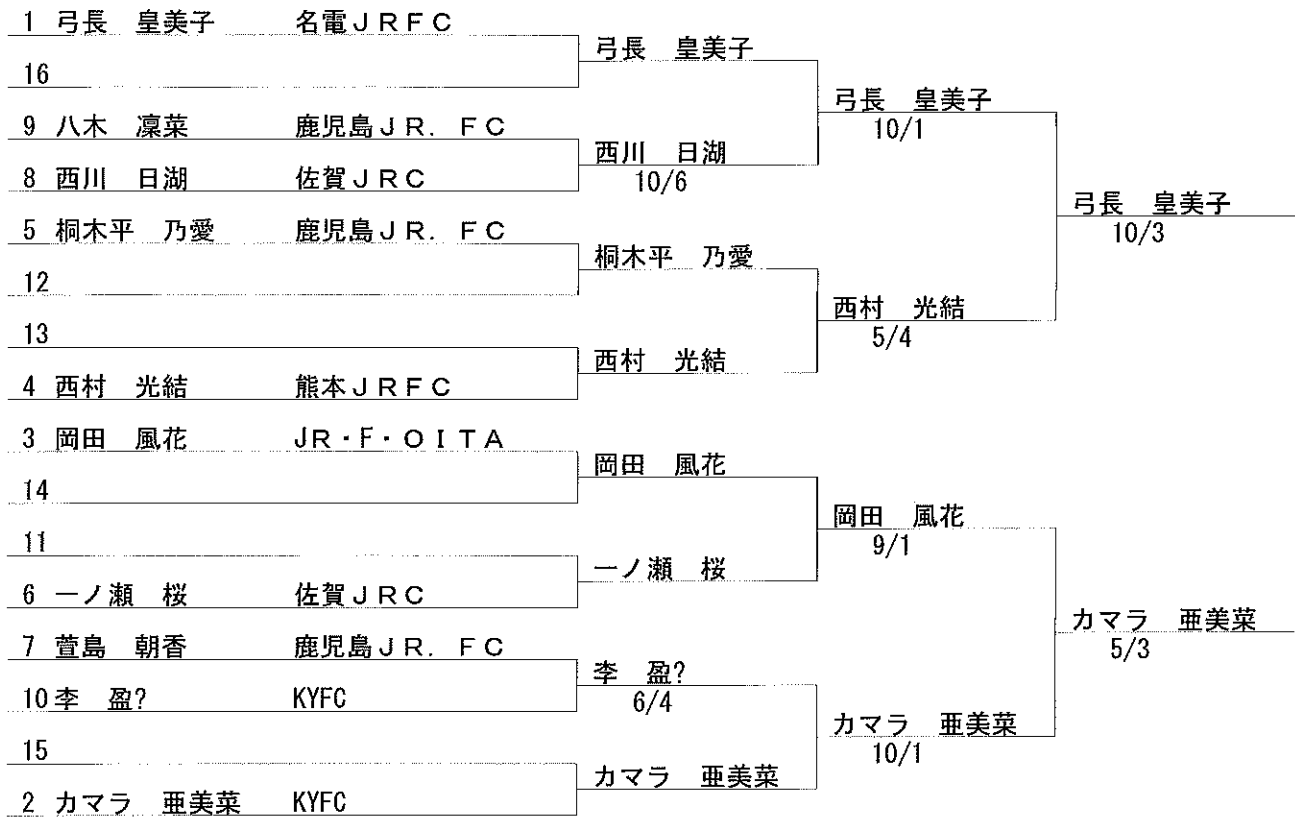 1 弓長　皇美子　名電ＪＲＦＣ
弓長　皇美子
16
弓長　皇美子
10/1
9 八木　凜菜　鹿児島ＪＲ．ＦＣ
西川　日湖
10/6
8 西川　日湖　佐賀ＪＲＣ
弓長　皇美子
10/3
5 桐木平　乃愛　鹿児島ＪＲ．ＦＣ
桐木平　乃愛
12
西村　光結
5/4
13
西村　光結
4 西村　光結　熊本ＪＲＦＣ
3 岡田　風花　JR・F・ＯＩＴＡ
岡田　風花
14
岡田　風花
9/1
11
一ノ瀬　桜
6 一ノ瀬　桜　佐賀ＪＲＣ
カマラ　亜美菜
5/3
7 萱島　朝香　鹿児島ＪＲ．ＦＣ
李　盈?
6/4
10 李　盈?　KYFC
カマラ　亜美菜
10/1
15
カマラ　亜美菜
2 カマラ　亜美菜　KYFC